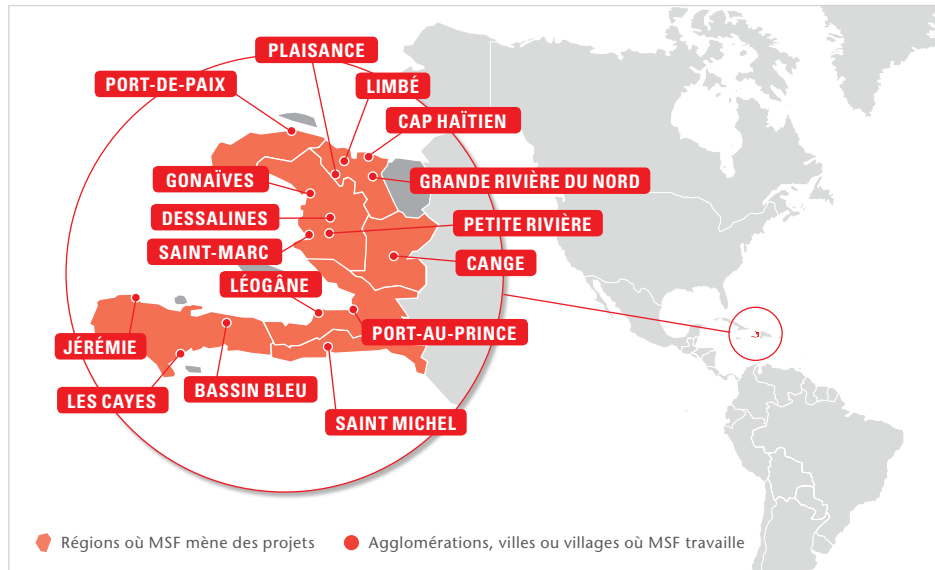 PLAISANCE
PORT-DE-PAIX
LIMBÉ
CAP HAÏTIEN
GONAÏVES
GRANDE RIVIÈRE DU NORD
DESSALINES
PETITE RIVIÈRE
SAINT-MARC
CANGE
LÉOGÂNE
PORT-AU-PRINCE
JÉRÉMIE
BASSIN BLEU
LES CAYES
SAINT MICHEL
Régions où MSF mène des projets
Agglomérations, villes ou villages où MSF travaille